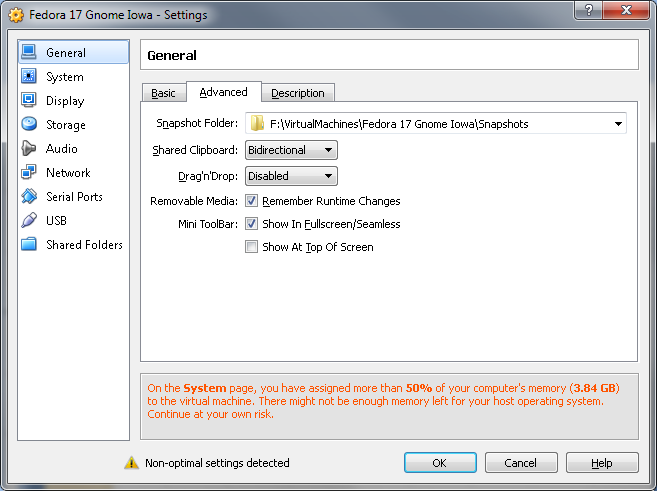 Fedora 17 Gnome Iowa - Settings
General
System
Display
Storage
Audio
Network
Serial Ports
USB
Shared Folders
General
Basic
Advanced
Description
Snapshot Folder: F:\VirtualMachines\Fedora 17 Gnome Iowa\Snapshots
Shared Clipboard: Bidirectional
Drag'n'Drop: Disabled
Removable Media: Remember Runtime Changes
Mini ToolBar: Show In Fullscreen/Seamless
Show At Top Of Screen
On the System page, you have assigned more than 50% of your computer's memory (3.84 GB)
to the virtual machine. There might not be enough memory left for your host operating system.
Continue at your own risk.
Non-optimal settings detected
OK
Cancel
Help